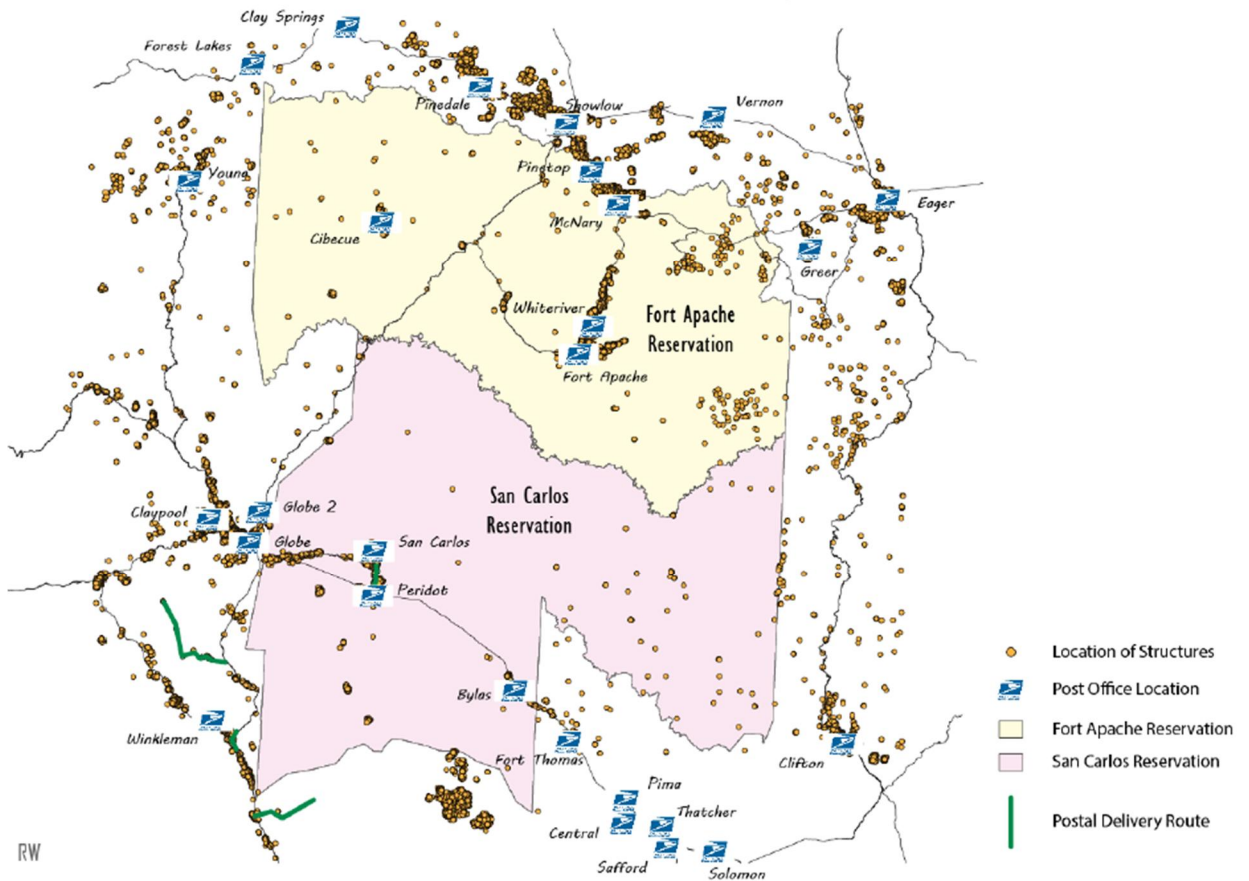 Clay Springs
Forest Lakes
Pinedale
Showlow
Vernon
Young
Pinetop
McNary
Eager
Cibecue
Greer
Whiteriver
Fort Apache
Reservation
Fort Apache
San Carlos
Reservation
Claypool
Globe 2
Globe
San Carlos
Peridot
Bylas
Winkleman
Fort Thomas
Clifton
Pima
Thatcher
Central
Safford
Solomon
Location of Structures
Post Office Location
Fort Apache Reservation
San Carlos Reservation
Postal Delivery Route
RW